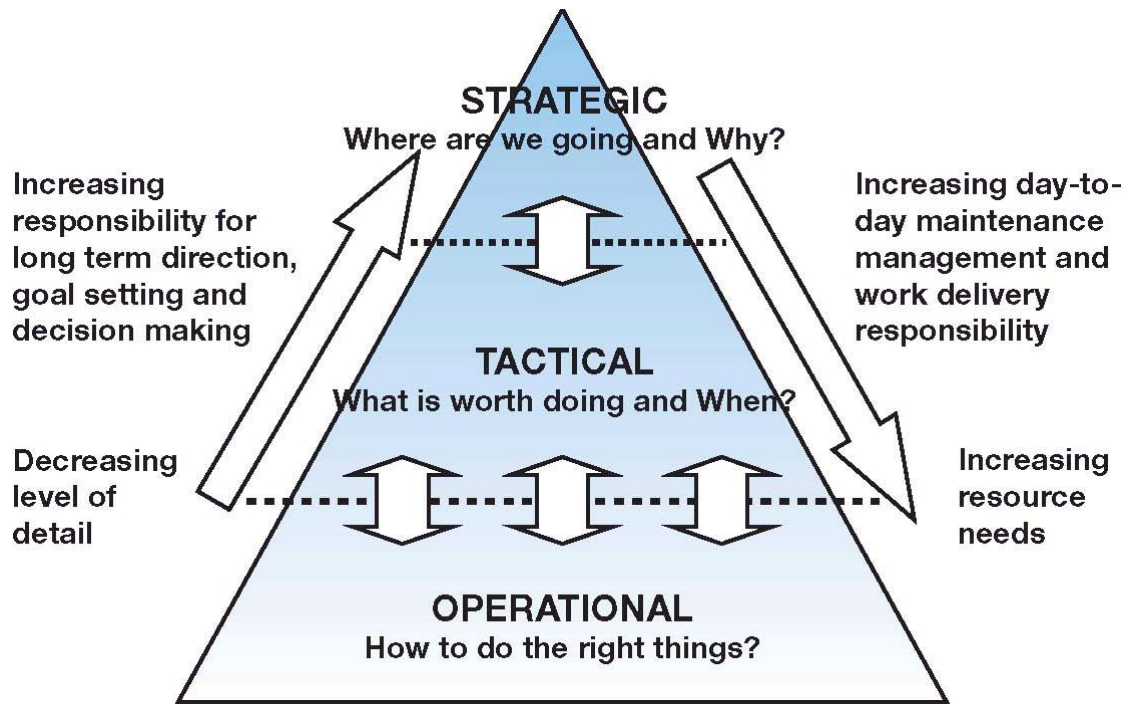 STRATEGIC
Where are we going and Why?
Increasing
responsibility for
long term direction,
goal setting and
decision making
Increasing day-to-
day maintenance
management and
work delivery
responsibility
TACTICAL
What is worth doing and When?
Decreasing
level of
detail
Increasing
resource
needs
OPERATIONAL
How to do the right things?